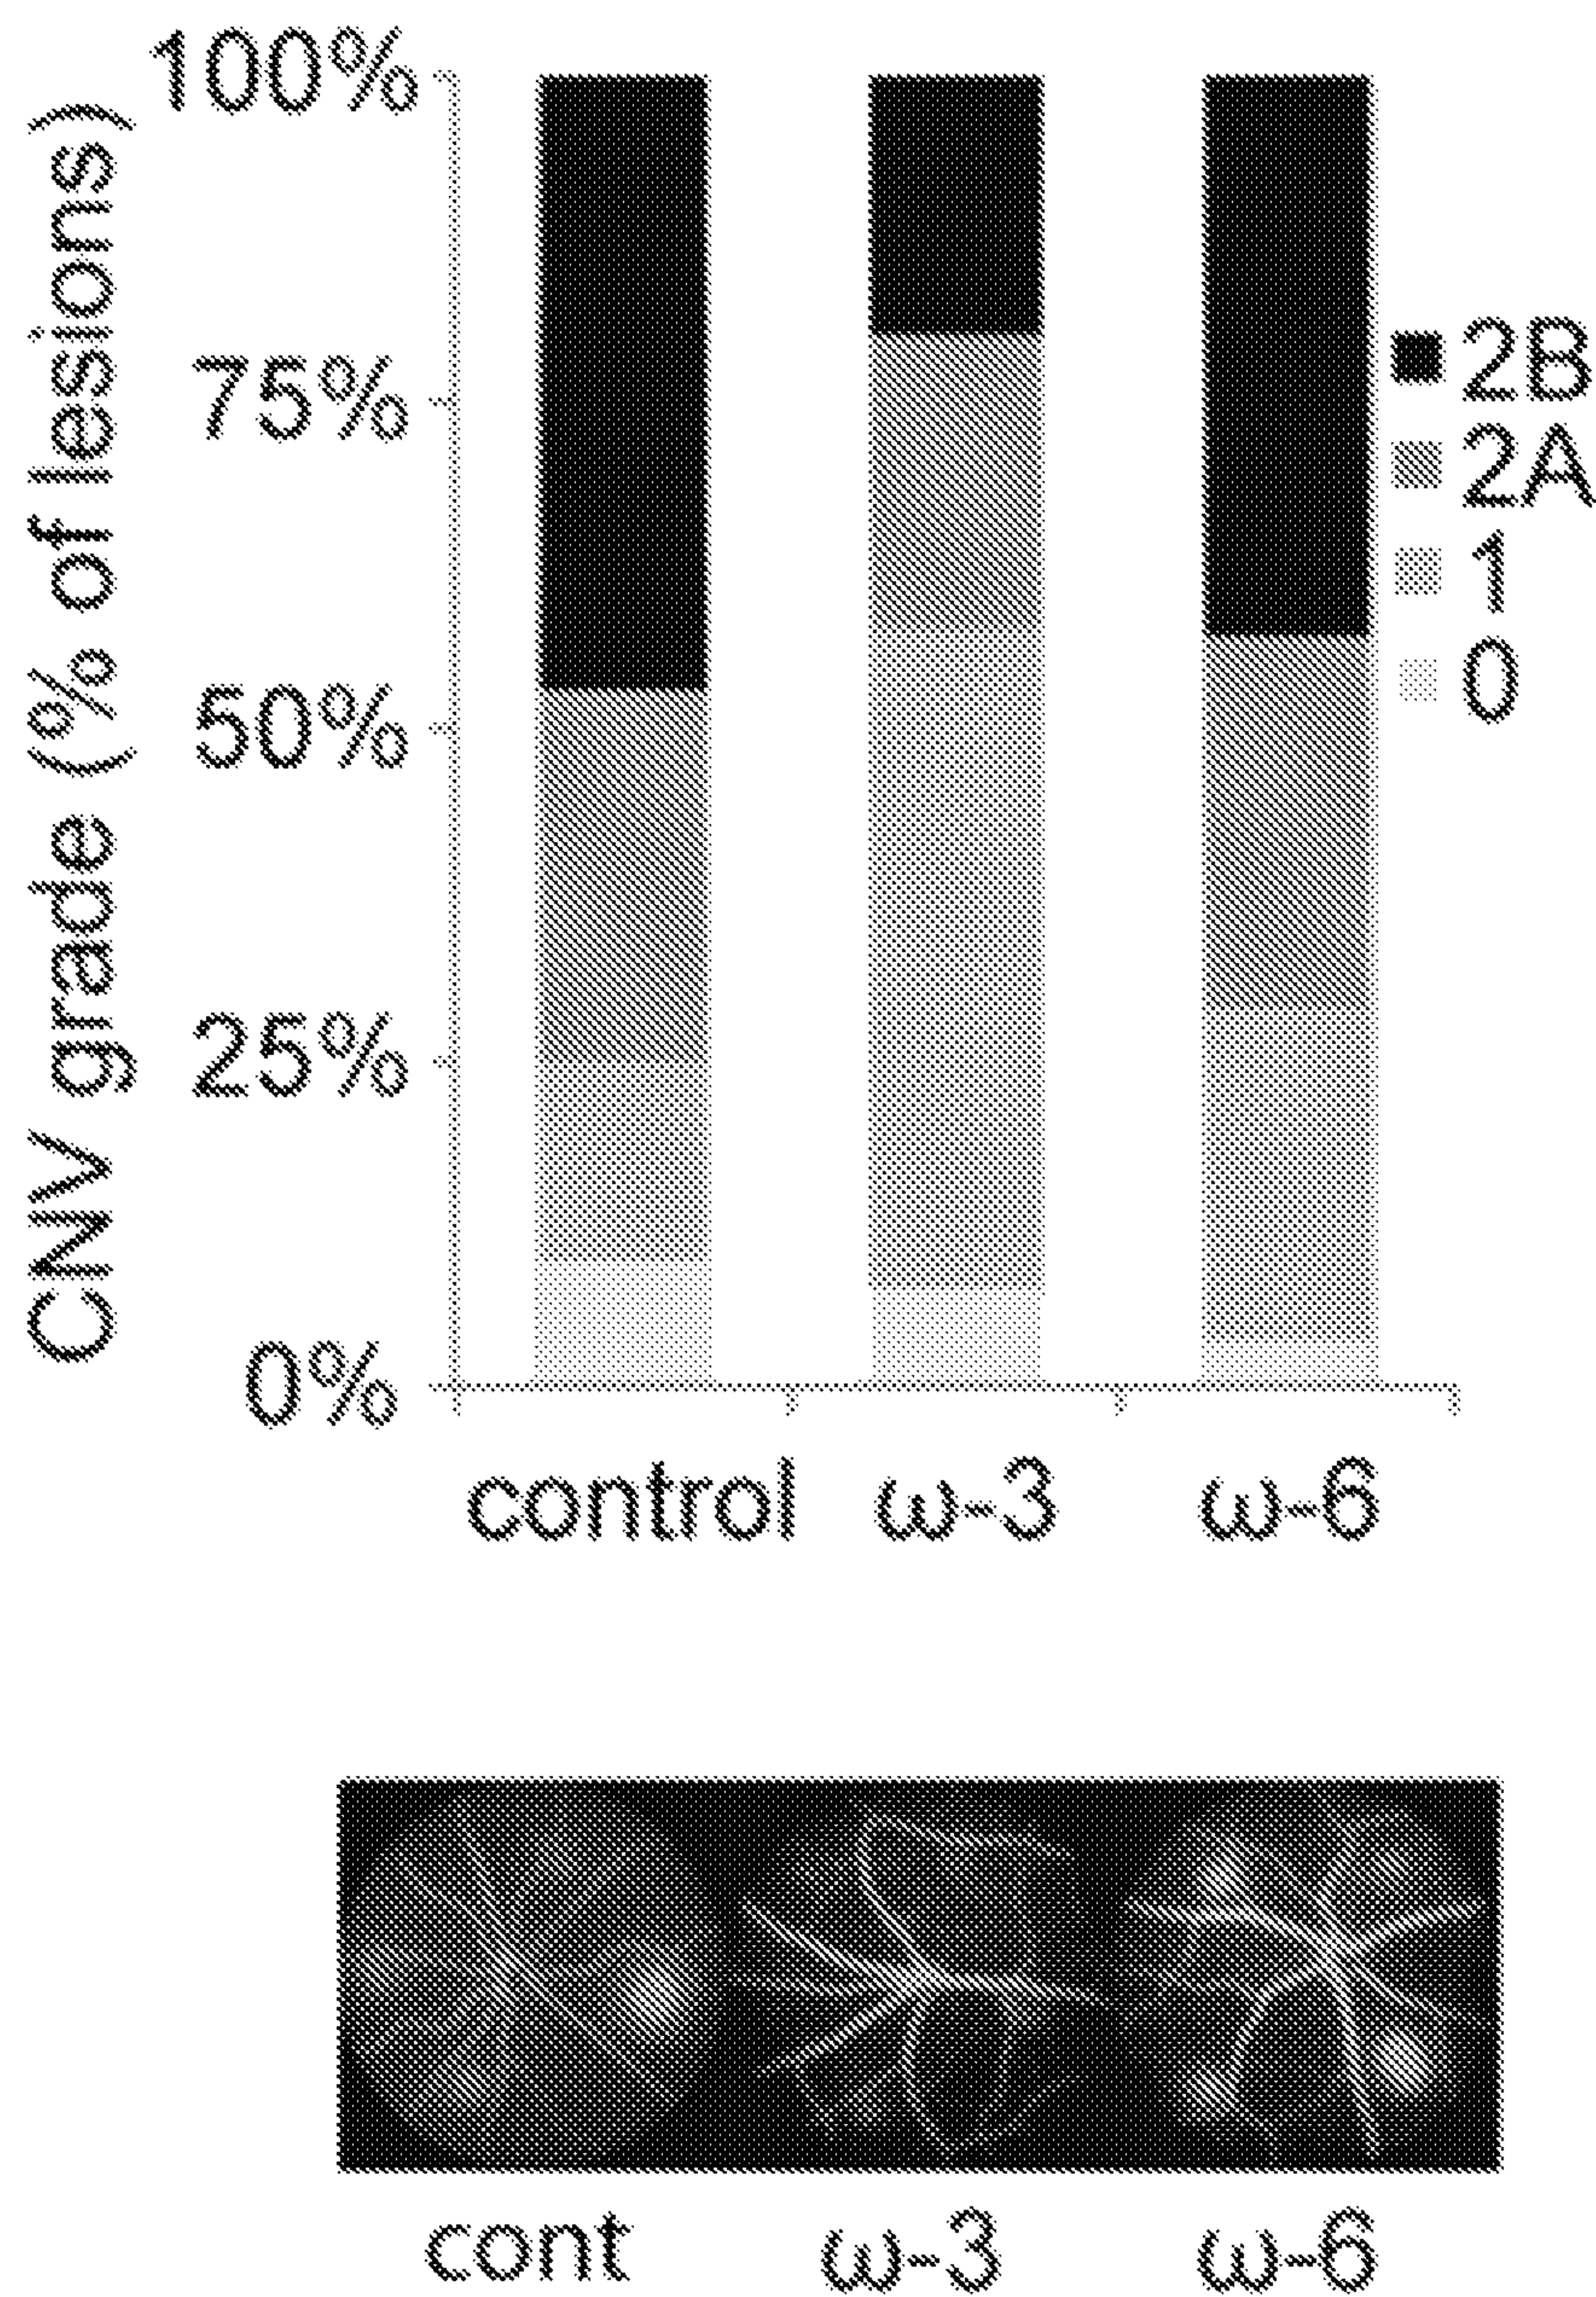 CNV grade (% of lesions)
100%
75%
50%
25%
0%
2B
2A
1
0
control ω-3 ω-6
cont ω-3 ω-6